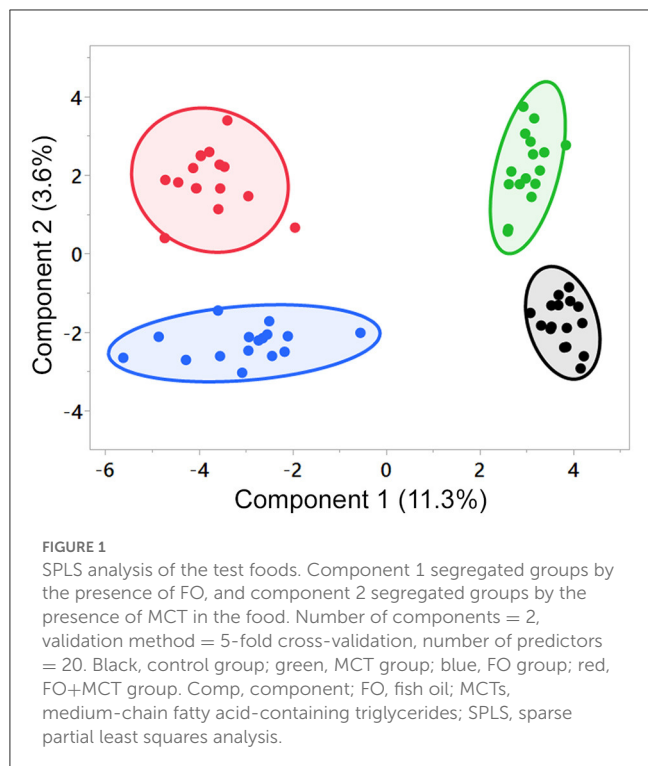 Component 2 (3.6%)
4
2
0
-2
-4
-6
-4
-2
0
2
4
Component 1 (11.3%)
FIGURE 1
SPLS analysis of the test foods. Component 1 segregated groups by
the presence of FO, and component 2 segregated groups by the
presence of MCT in the food. Number of components = 2,
validation method = 5-fold cross-validation, number of predictors
= 20. Black, control group; green, MCT group; blue, FO group; red,
FO+MCT group. Comp, component; FO, fish oil; MCTs,
medium-chain fatty acid-containing triglycerides; SPLS, sparse
partial least squares analysis.